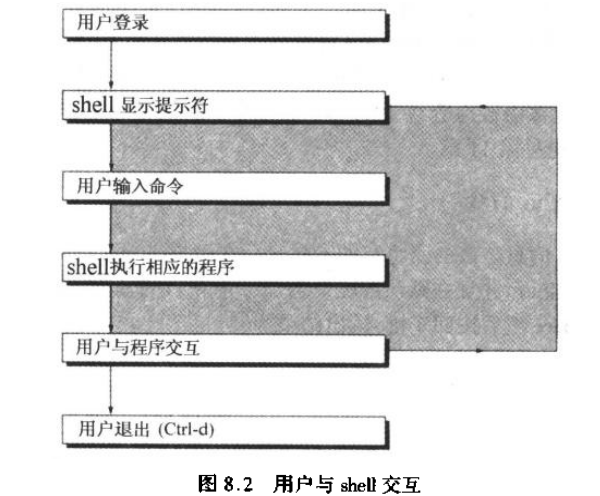 用户登录
shell 显示提示符
用户输入命令
shell执行相应的程序
用户与程序交互
用户退出 (Ctrl-d)
图 8.2 用户与 shell 交互